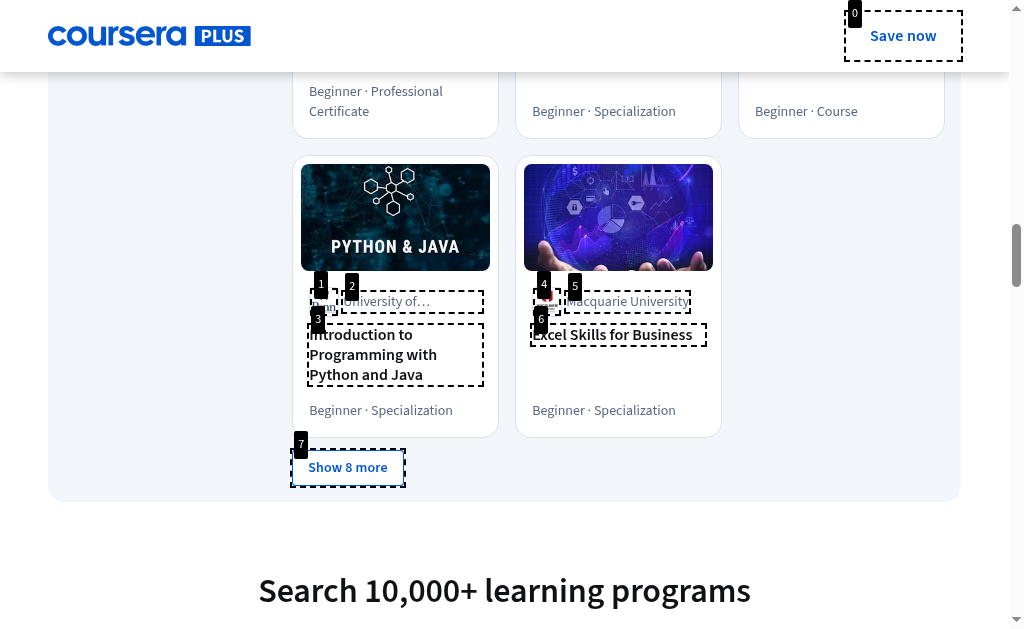 coursera PLUS
0
Save now
Beginner · Professional
Certificate
Beginner · Specialization
Beginner · Course
PYTHON & JAVA
$
1
2
University of…
3
Introduction to
Programming with
Python and Java
Beginner · Specialization
4
5
Macquarie University
6
Excel Skills for Business
Beginner · Specialization
7
Show 8 more
Search 10,000+ learning programs